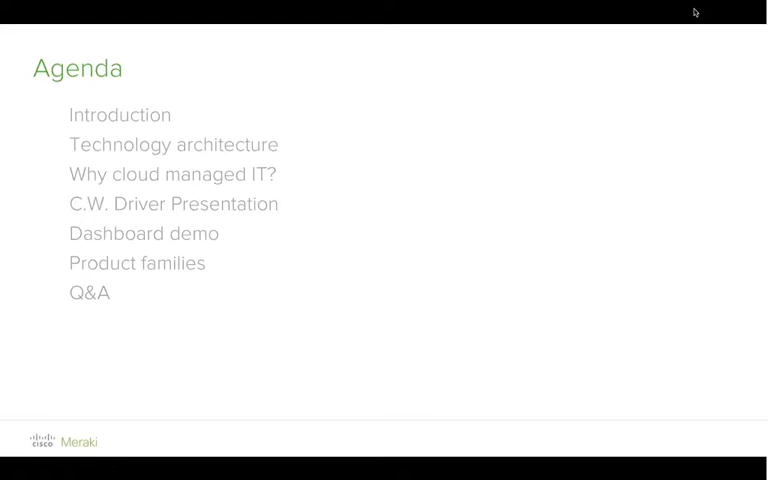 Agenda
Introduction
Technology architecture
Why cloud managed IT?
C.W. Driver Presentation
Dashboard demo
Product families
Q&A
CISCO Meraki